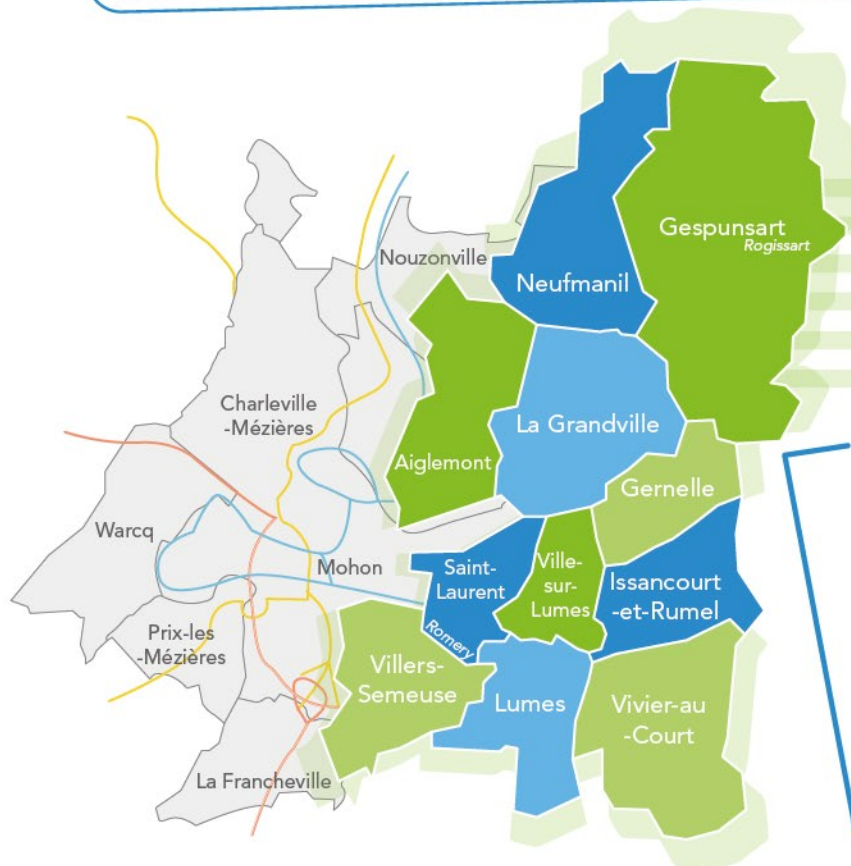 Gespunsart
Rogissart
Nouzonville
Neufmanil
Charleville
-Mézières
La Grandville
Aiglemont
Gernelle
Warcq
Mohon
Saint-
Laurent
Romery
Ville-
sur-
Lumes
Issancourt
-et-Rumel
Prix-les
-Mézières
Villers-
Semeuse
Lumes
Vivier-au
-Court
La Francheville